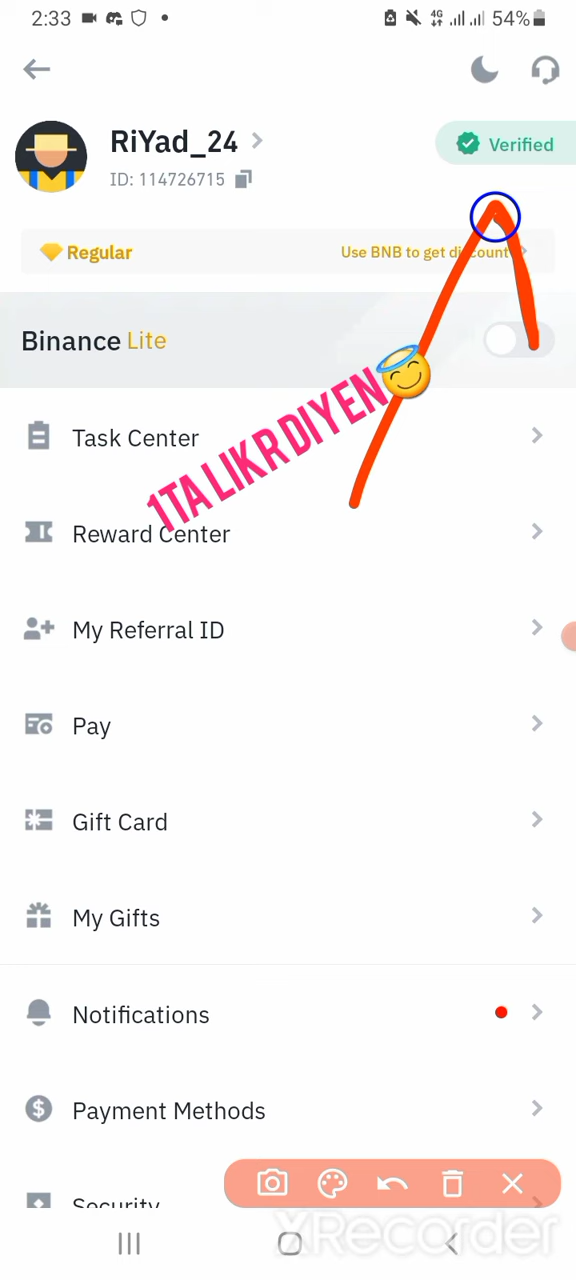 2:33 4G 54%
RiYad_24
ID: 114726715
Verified
Regular
Use BNB to get discount
Binance Lite
1TA LIKR DIYEN
Task Center
Reward Center
My Referral ID
Pay
Gift Card
My Gifts
Notifications
Payment Methods
Security
XRecorder